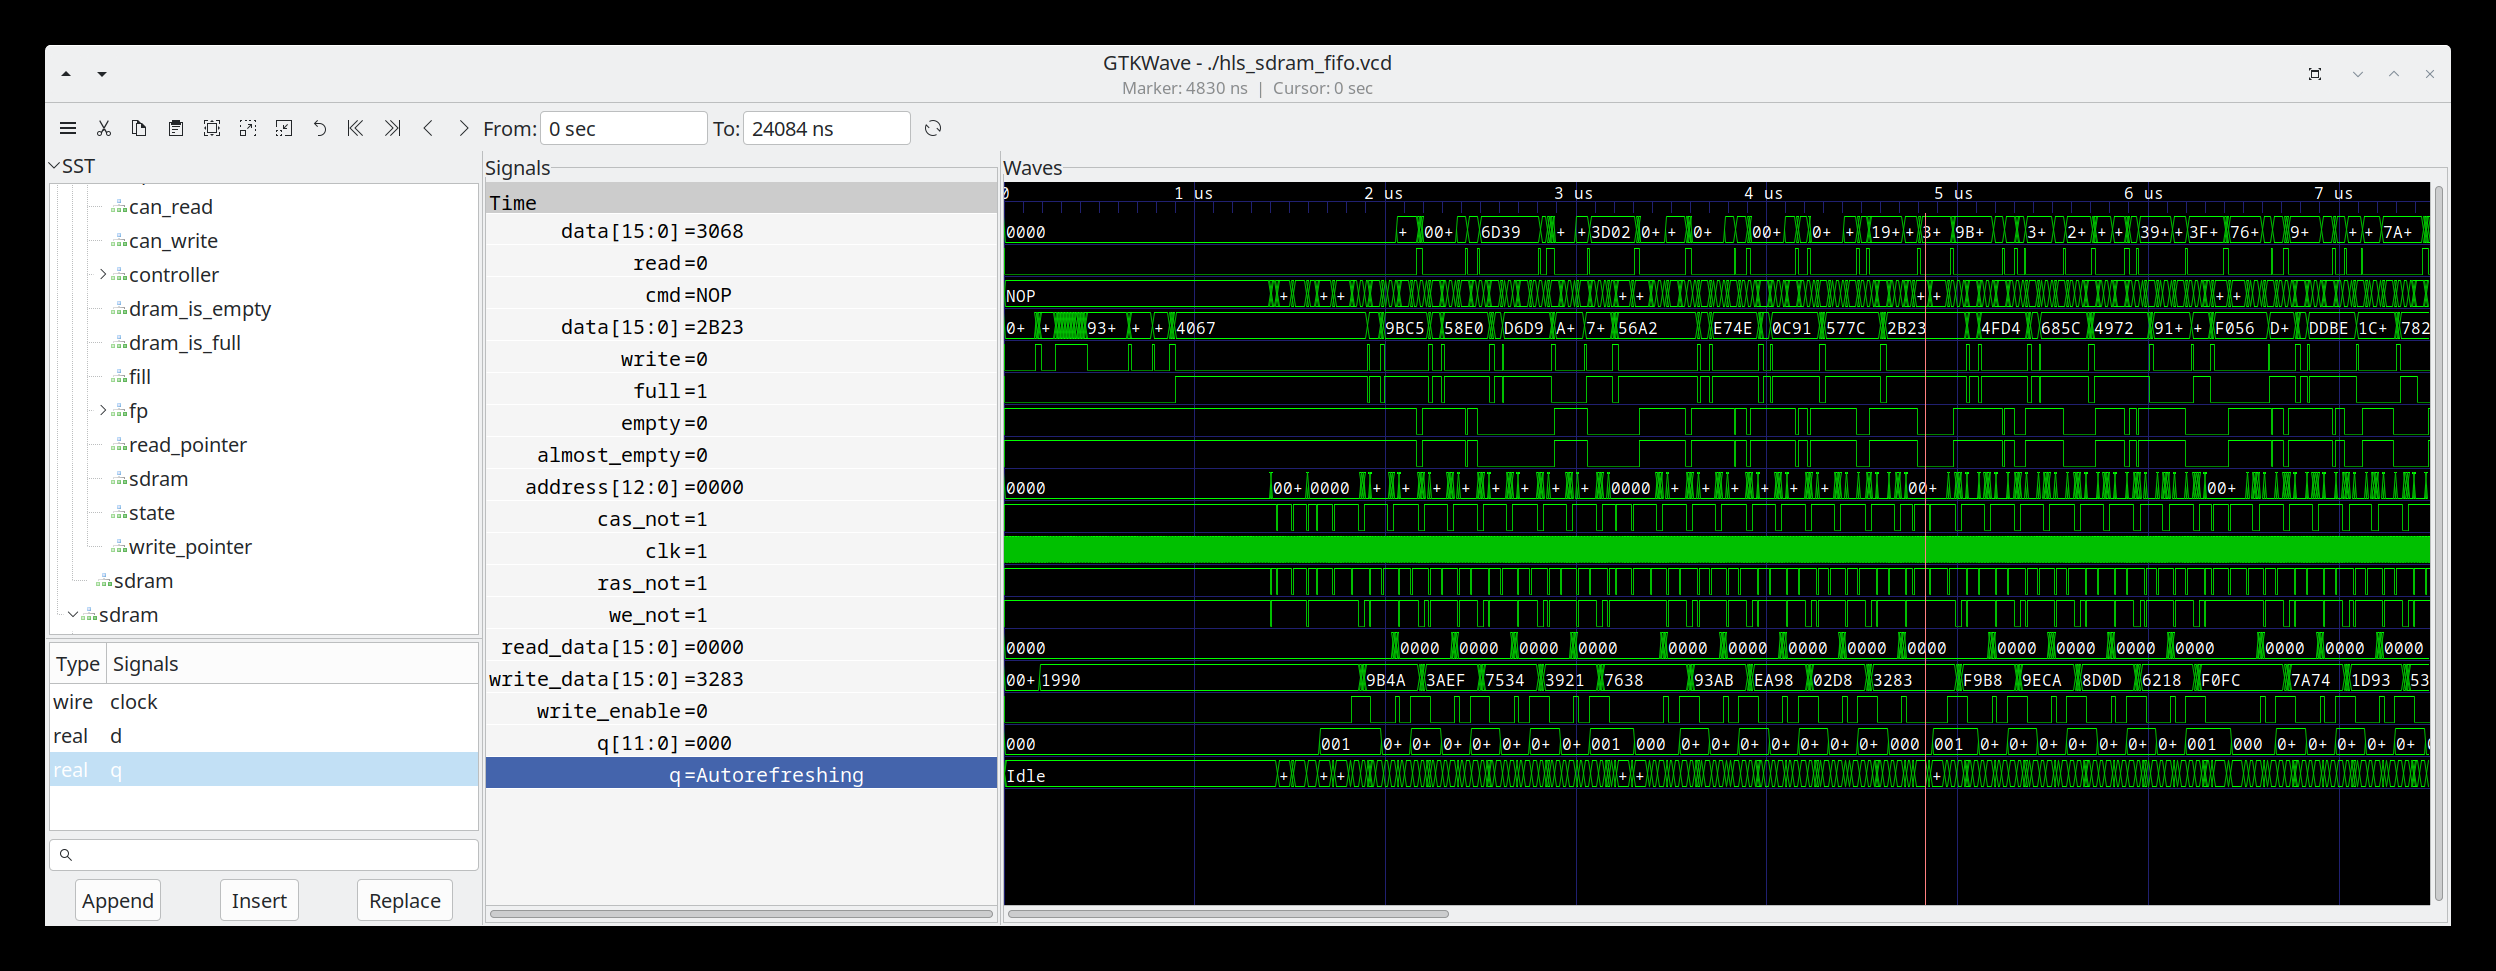 GTKWave - ./hls_sdram_fifo.vcd
Marker: 4830 ns | Cursor: 0 sec
From: 0 sec To: 24084 ns
SST
can_read
can_write
controller
dram_is_empty
dram_is_full
fill
fp
read_pointer
sdram
state
write_pointer
sdram
sdram
Type Signals
wire clock
real d
real q
Append Insert Replace
Signals
Time
data[15:0]=3068
read=0
cmd=NOP
data[15:0]=2B23
write=0
full=1
empty=0
almost_empty=0
address[12:0]=0000
cas_not=1
clk=1
ras_not=1
we_not=1
read_data[15:0]=0000
write_data[15:0]=3283
write_enable=0
q[11:0]=000
q=Autorefreshing
Waves
0 1 us 2 us 3 us 4 us 5 us 6 us 7 us
0000 + 00+ 6D39 + + 3D02 0+ + 0+ 00+ 0+ + 19+ + 3+ 9B+ 3+ 2+ + + 39+ + 3F+ 76+ 9+ + + 7A+
NOP + + + + + + + + +
0+ + 93+ + + 4067 9BC5 58E0 D6D9 A+ 7+ 56A2 E74E 0C91 577C 2B23 4FD4 685C 4972 91+ + F056 D+ DDBE 1C+ 782
0000 00+ 0000 + + + + + + + + 0000 + + + + + + 00+ 00+
0000 0000 0000 0000 0000 0000 0000 0000 0000 0000 0000 0000 0000 0000 0000 0000 0000
00+ 1990 9B4A 3AEF 7534 3921 7638 93AB EA98 02D8 3283 F9B8 9ECA 8D0D 6218 F0FC 7A74 1D93 53
000 001 0+ 0+ 0+ 0+ 0+ 0+ 0+ 001 000 0+ 0+ 0+ 0+ 0+ 0+ 0+ 000 001 0+ 0+ 0+ 0+ 0+ 0+ 0+ 001 000 0+ 0+ 0+ 0+ 0+
Idle + + + + + +